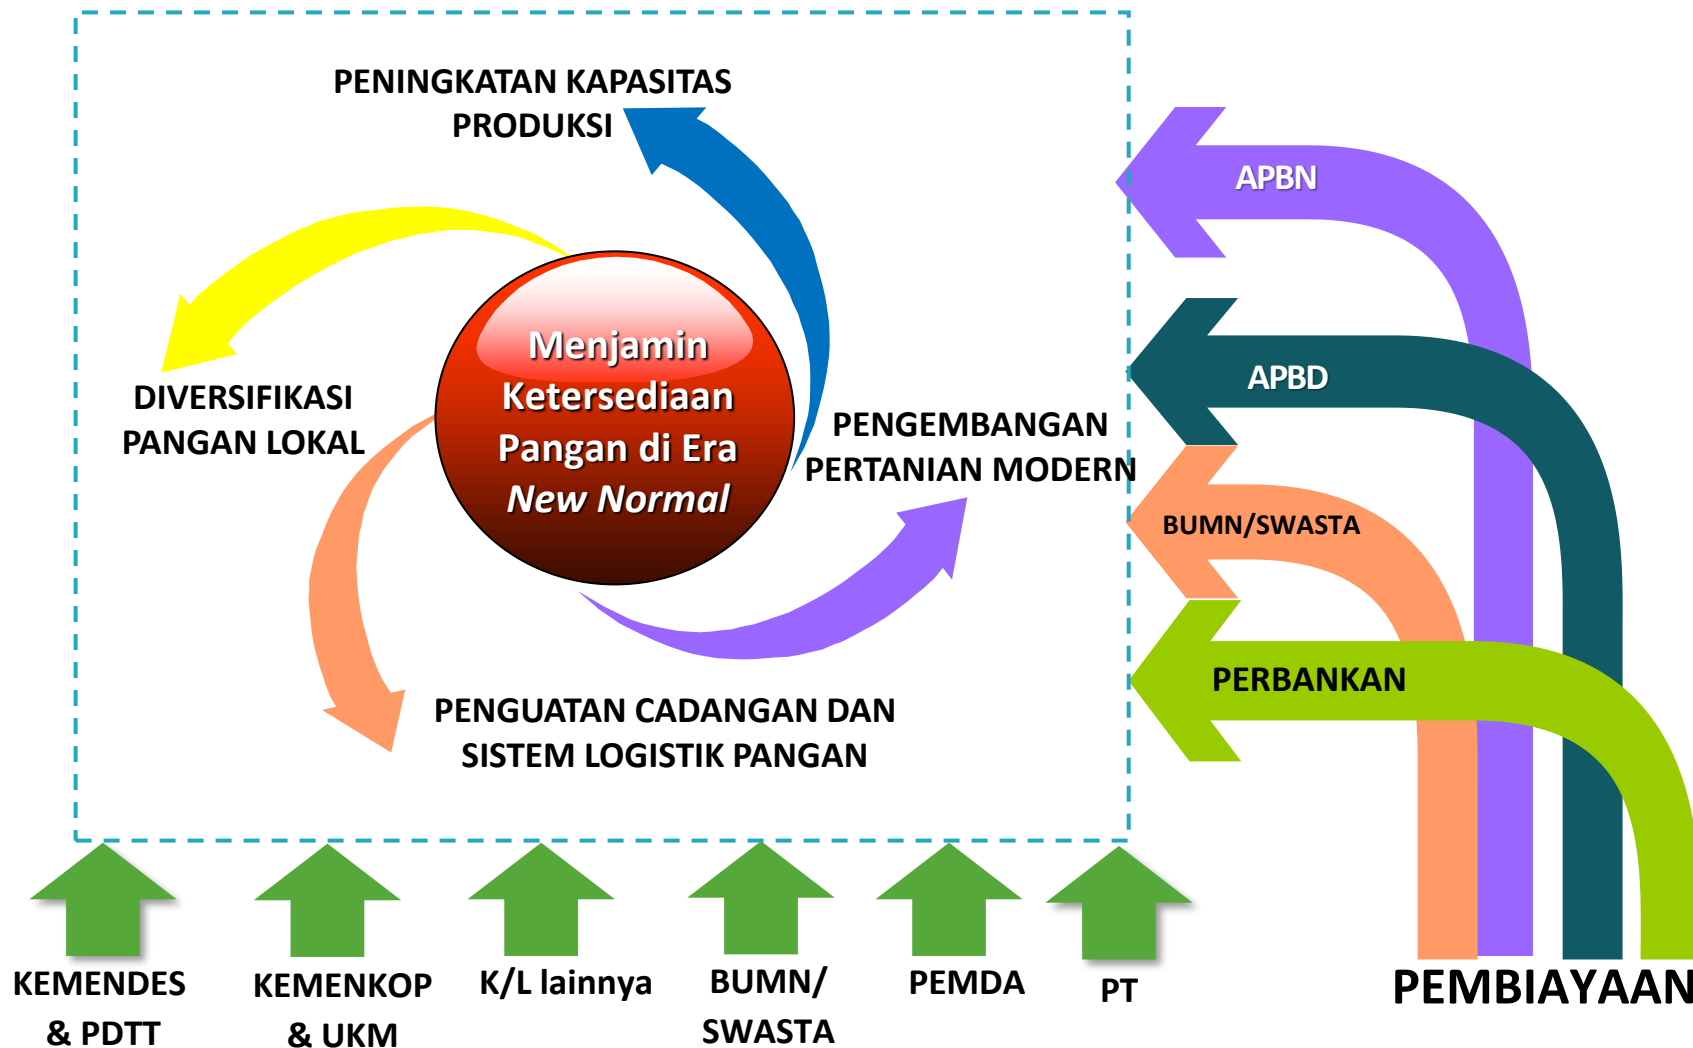 PENINGKATAN KAPASITAS
PRODUKSI
APBN
Menjamin
Ketersediaan
Pangan di Era
New Normal
DIVERSIFIKASI
PANGAN LOKAL
APBD
PENGEMBANGAN
PERTANIAN MODERN
BUMN/SWASTA
PERBANKAN
PENGUATAN CADANGAN DAN
SISTEM LOGISTIK PANGAN
KEMENDES
& PDTT
KEMENKOP
& UKM
K/L lainnya
BUMN/
SWASTA
PEMDA
PT
PEMBIAYAAN